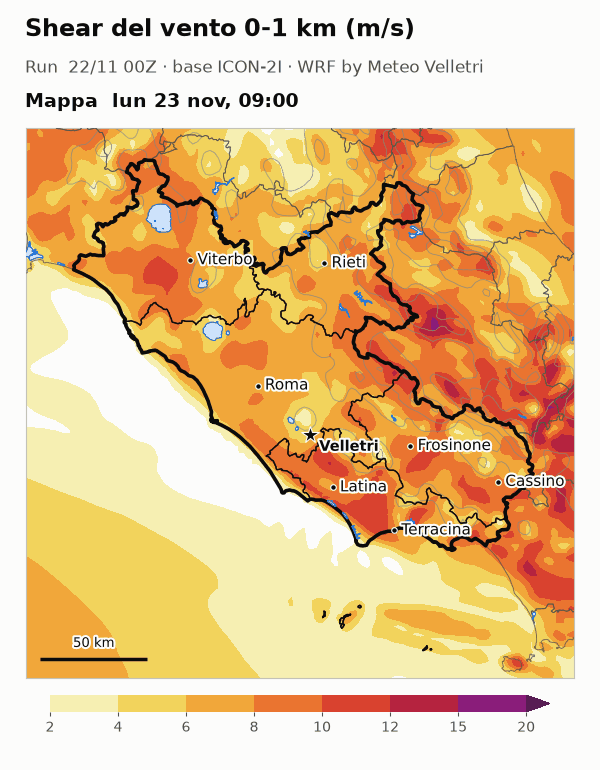 Shear del vento 0-1 km (m/s)
Run  22/11 00Z · base ICON-2I · WRF by Meteo Velletri
Mappa  lun 23 nov, 09:00
Viterbo
Rieti
Roma
Velletri
Frosinone
Latina
Cassino
Terracina
50 km
2 4 6 8 10 12 15 20